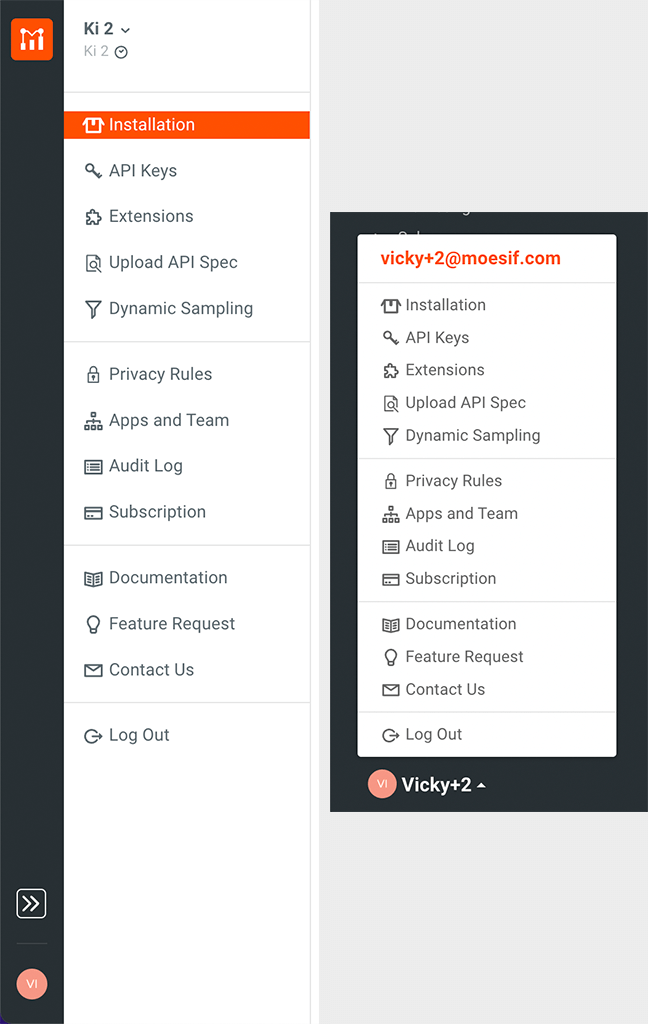 Ki 2
Ki 2
Installation
API Keys
Extensions
Upload API Spec
Dynamic Sampling
Privacy Rules
Apps and Team
Audit Log
Subscription
Documentation
Feature Request
Contact Us
Log Out
VI
vicky+2@moesif.com
Installation
API Keys
Extensions
Upload API Spec
Dynamic Sampling
Privacy Rules
Apps and Team
Audit Log
Subscription
Documentation
Feature Request
Contact Us
Log Out
VI Vicky+2